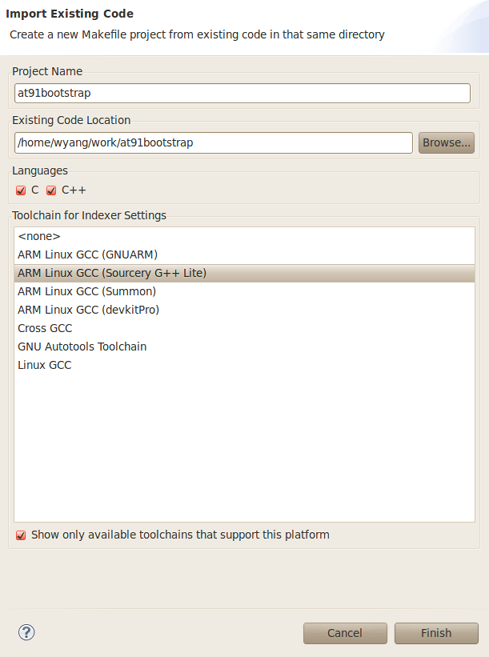 Import Existing Code
Create a new Makefile project from existing code in that same directory
Project Name
at91bootstrap
Existing Code Location
/home/wyang/work/at91bootstrap
Browse...
Languages
C C++
Toolchain for Indexer Settings
<none>
ARM Linux GCC (GNUARM)
ARM Linux GCC (Sourcery G++ Lite)
ARM Linux GCC (Summon)
ARM Linux GCC (devkitPro)
Cross GCC
GNU Autotools Toolchain
Linux GCC
Show only available toolchains that support this platform
?
Cancel
Finish